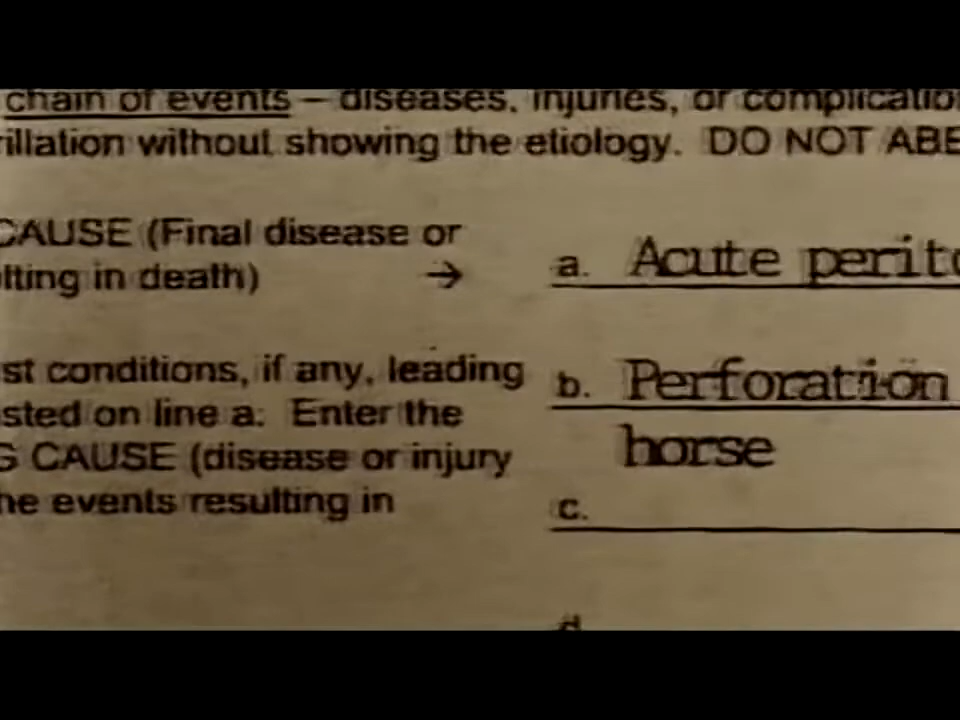 chain of events – diseases, injuries, or complicatio
rillation without showing the etiology. DO NOT ABE
CAUSE (Final disease or
lting in death) →
a. Acute perito
st conditions, if any, leading
sted on line a. Enter the
G CAUSE (disease or injury
he events resulting in
b. Perforation
horse
c.
d